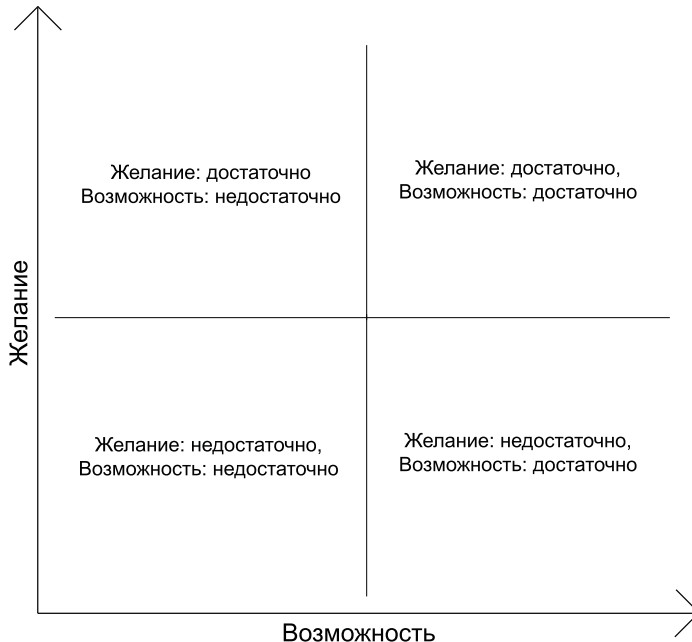 Желание: достаточно
Возможность: недостаточно
Желание: достаточно,
Возможность: достаточно
Желание
Желание: недостаточно,
Возможность: недостаточно
Желание: недостаточно,
Возможность: достаточно
Возможность